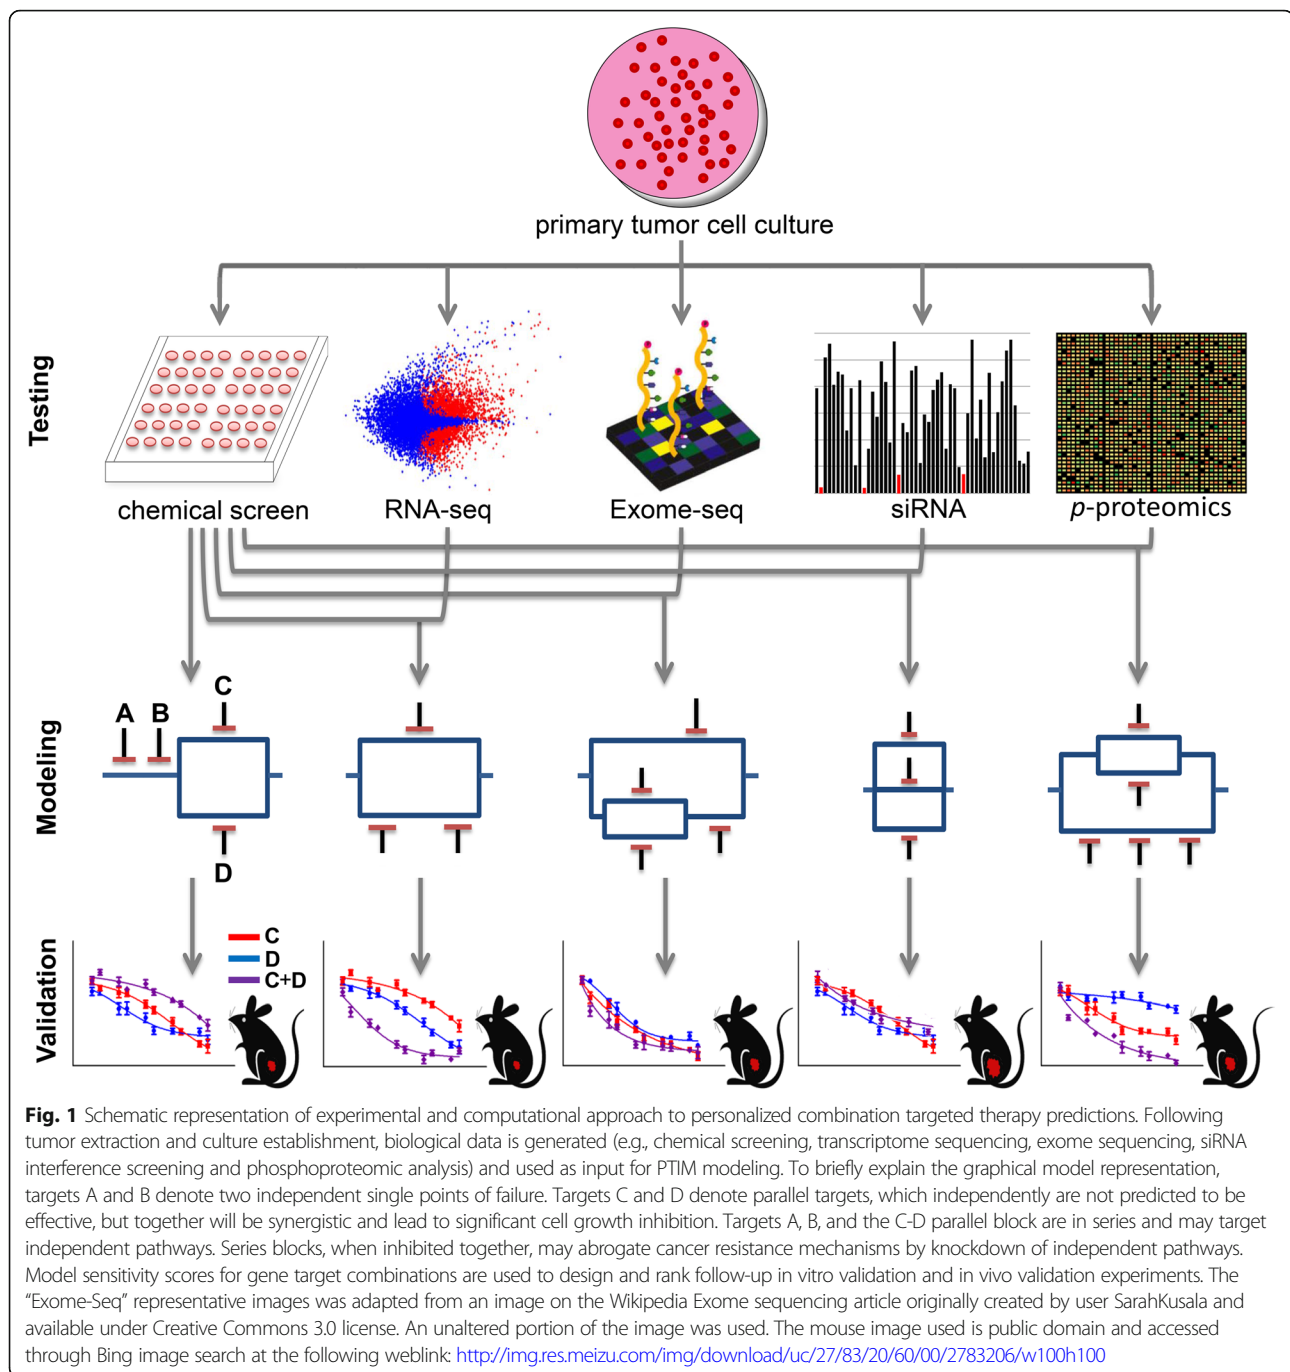 primary tumor cell culture
Testing
chemical screen
RNA-seq
Exome-seq
siRNA
p-proteomics
Modeling
A
B
C
D
Validation
C
D
C+D
Fig. 1 Schematic representation of experimental and computational approach to personalized combination targeted therapy predictions. Following
tumor extraction and culture establishment, biological data is generated (e.g., chemical screening, transcriptome sequencing, exome sequencing, siRNA
interference screening and phosphoproteomic analysis) and used as input for PTIM modeling. To briefly explain the graphical model representation,
targets A and B denote two independent single points of failure. Targets C and D denote parallel targets, which independently are not predicted to be
effective, but together will be synergistic and lead to significant cell growth inhibition. Targets A, B, and the C-D parallel block are in series and may target
independent pathways. Series blocks, when inhibited together, may abrogate cancer resistance mechanisms by knockdown of independent pathways.
Model sensitivity scores for gene target combinations are used to design and rank follow-up in vitro validation and in vivo validation experiments. The
“Exome-Seq” representative images was adapted from an image on the Wikipedia Exome sequencing article originally created by user SarahKusala and
available under Creative Commons 3.0 license. An unaltered portion of the image was used. The mouse image used is public domain and accessed
through Bing image search at the following weblink: http://img.res.meizu.com/img/download/uc/27/83/20/60/00/2783206/w100h100